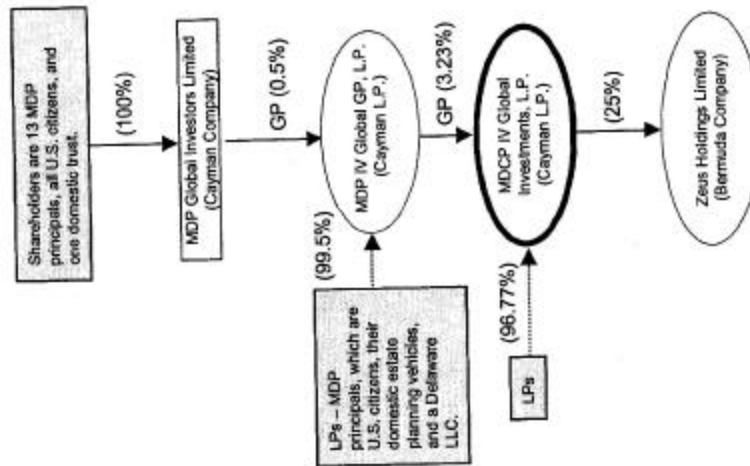 Shareholders are 13 MDP
principals, all U.S. citizens, and
one domestic trust.
(100%)
MDP Global Investors Limited
(Cayman Company)
GP (0.5%)
LPs – MDP
principals, which are
U.S. citizens, their
domestic estate
planning vehicles,
and a Delaware
LLC.
(99.5%)
MDP IV Global GP, L.P.
(Cayman L.P.)
GP (3.23%)
LPs
(96.77%)
MDCP IV Global
Investments, L.P.
(Cayman L.P.)
(25%)
Zeus Holdings Limited
(Bermuda Company)